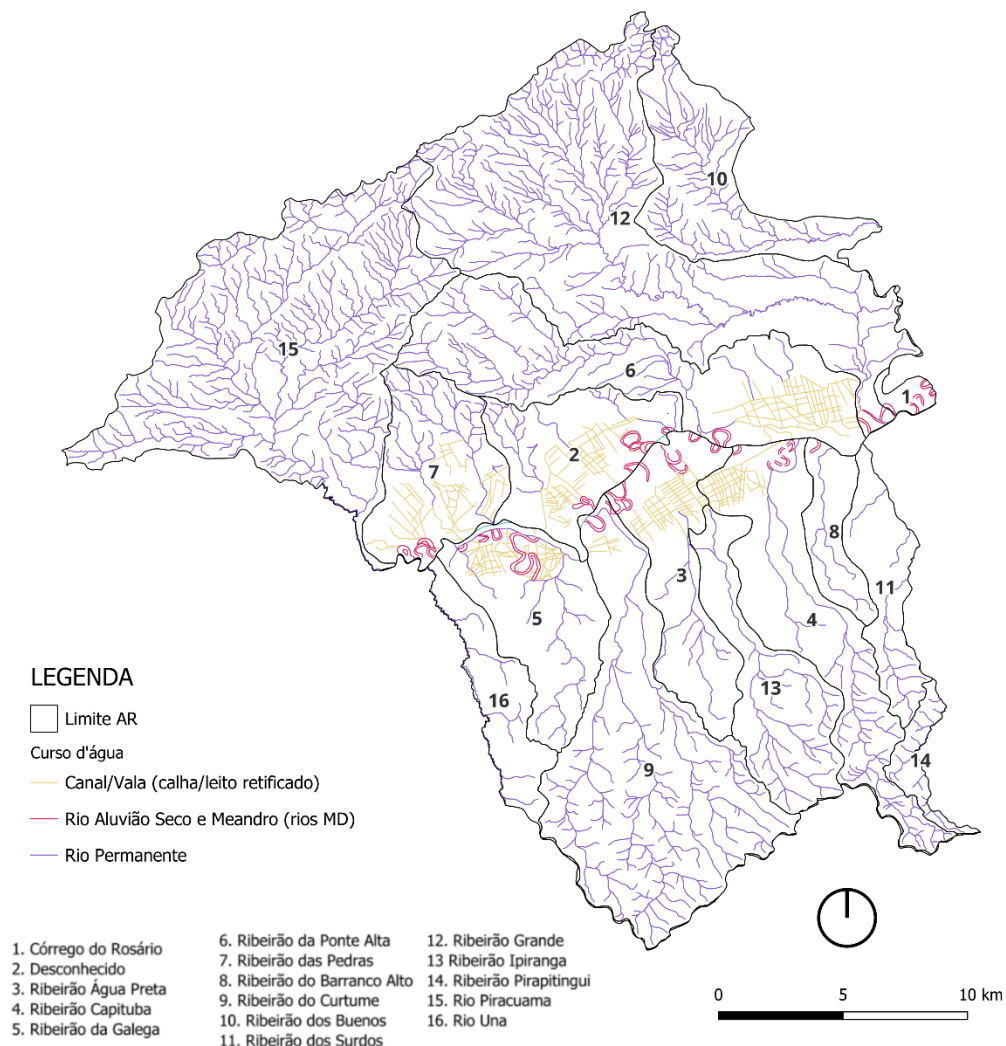 10
12
15
6
1
7
2
8
3
11
5
4
16
13
9
14
LEGENDA
Limite AR
Curso d'água
Canal/Vala (calha/leito retificado)
Rio Aluvião Seco e Meandro (rios MD)
Rio Permanente
1. Córrego do Rosário
2. Desconhecido
3. Ribeirão Água Preta
4. Ribeirão Capituba
5. Ribeirão da Galega
6. Ribeirão da Ponte Alta
7. Ribeirão das Pedras
8. Ribeirão do Barranco Alto
9. Ribeirão do Curtume
10. Ribeirão dos Buenos
11. Ribeirão dos Surdos
12. Ribeirão Grande
13 Ribeirão Ipiranga
14. Ribeirão Pirapitingui
15. Rio Piracuama
16. Rio Una
0 5 10 km